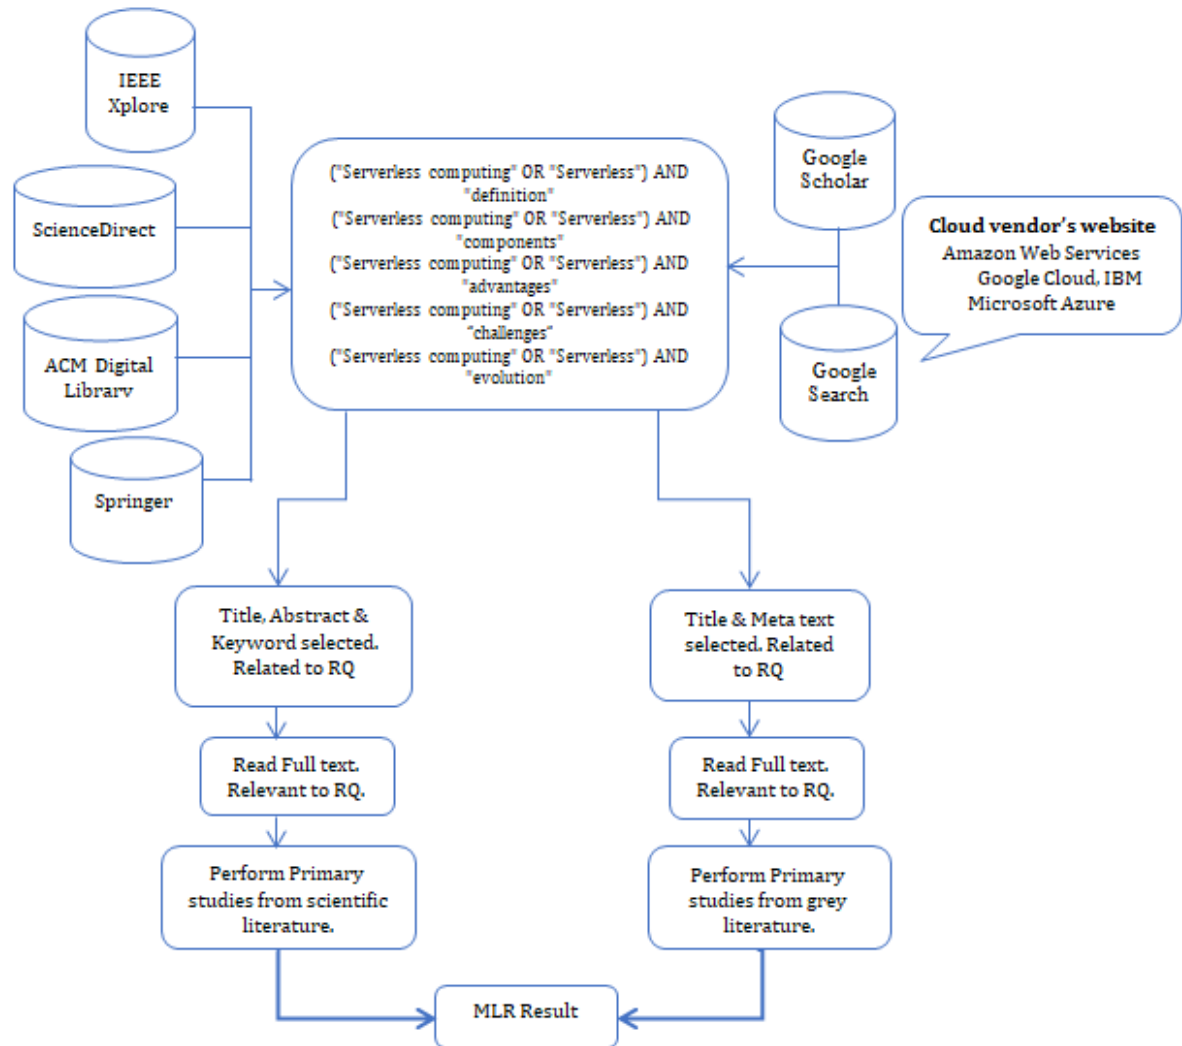 IEEE
Xplore
ScienceDirect
ACM Digital
Library
Springer
("Serverless computing" OR "Serverless") AND
"definition"
("Serverless computing" OR "Serverless") AND
"components"
("Serverless computing" OR "Serverless") AND
"advantages"
("Serverless computing" OR "Serverless") AND
"challenges"
("Serverless computing" OR "Serverless") AND
"evolution"
Google
Scholar
Google
Search
Cloud vendor's website
Amazon Web Services
Google Cloud, IBM
Microsoft Azure
Title, Abstract &
Keyword selected.
Related to RQ
Read Full text.
Relevant to RQ.
Perform Primary
studies from scientific
literature.
Title & Meta text
selected. Related
to RQ
Read Full text.
Relevant to RQ.
Perform Primary
studies from grey
literature.
MLR Result